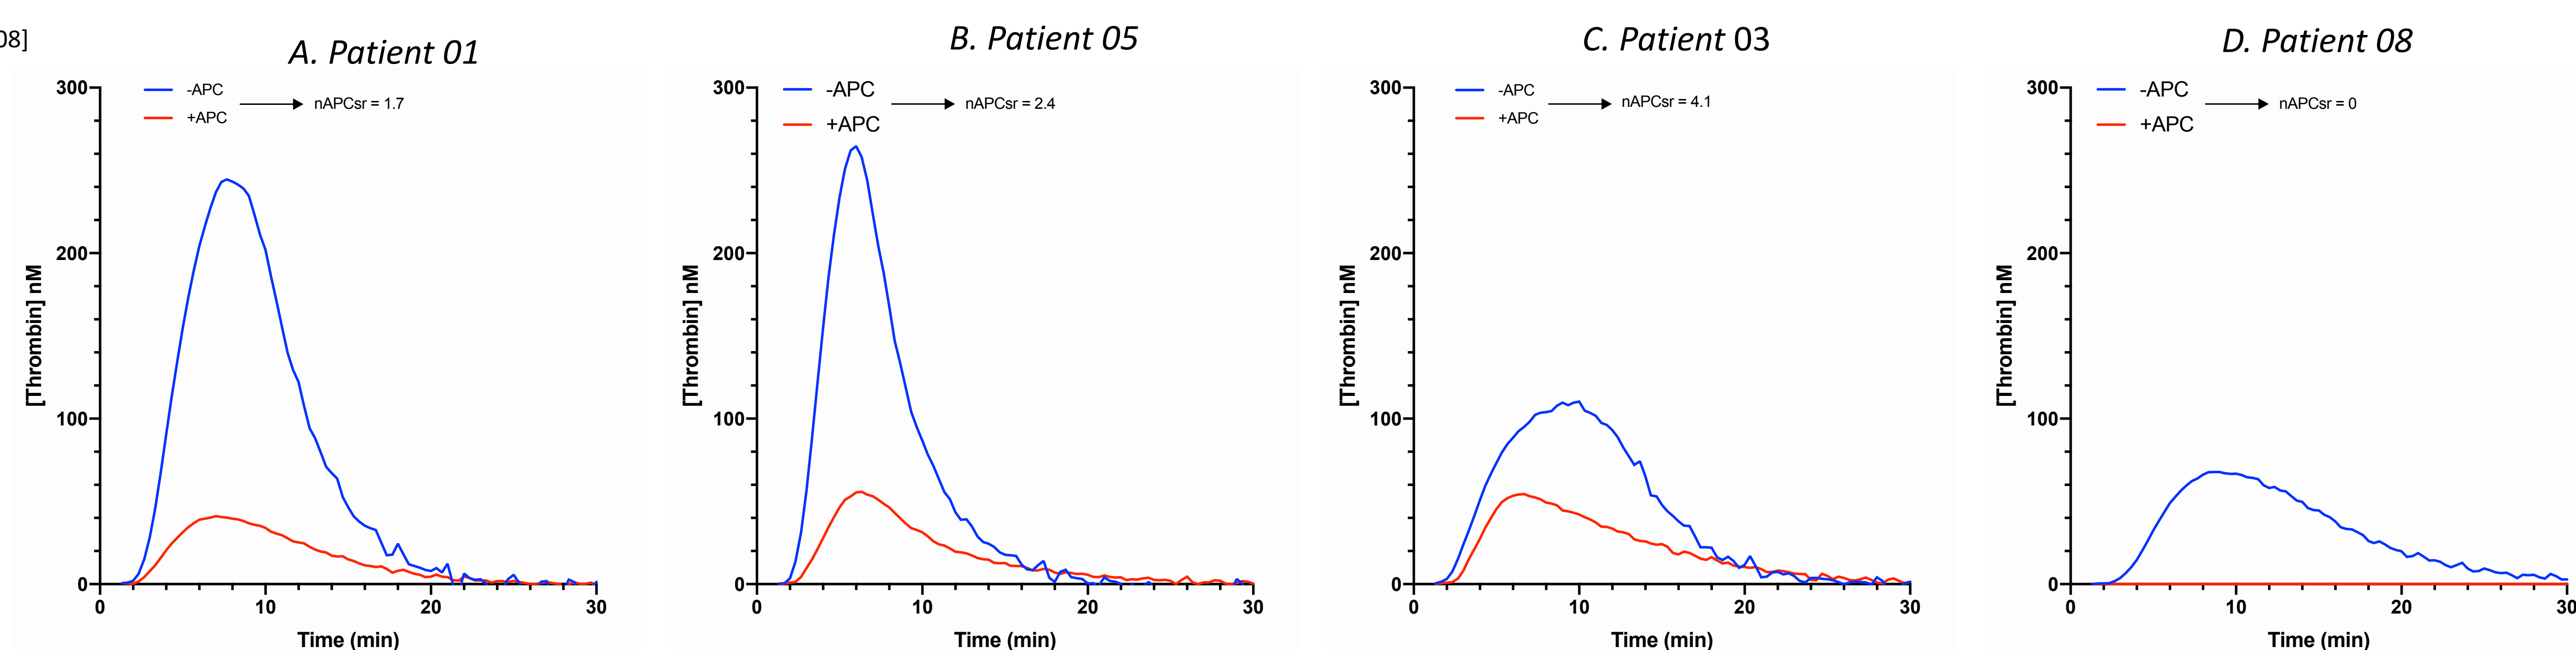 08]
A. Patient 01
B. Patient 05
C. Patient 03
D. Patient 08
300
-APC
nAPCsr = 1.7
+APC
200
100
0
[Thrombin] nM
0 10 20 30
Time (min)
300
-APC
nAPCsr = 2.4
+APC
200
100
0
[Thrombin] nM
0 10 20 30
Time (min)
300
-APC
nAPCsr = 4.1
+APC
200
100
0
[Thrombin] nM
0 10 20 30
Time (min)
300
-APC
nAPCsr = 0
+APC
200
100
0
[Thrombin] nM
0 10 20 30
Time (min)